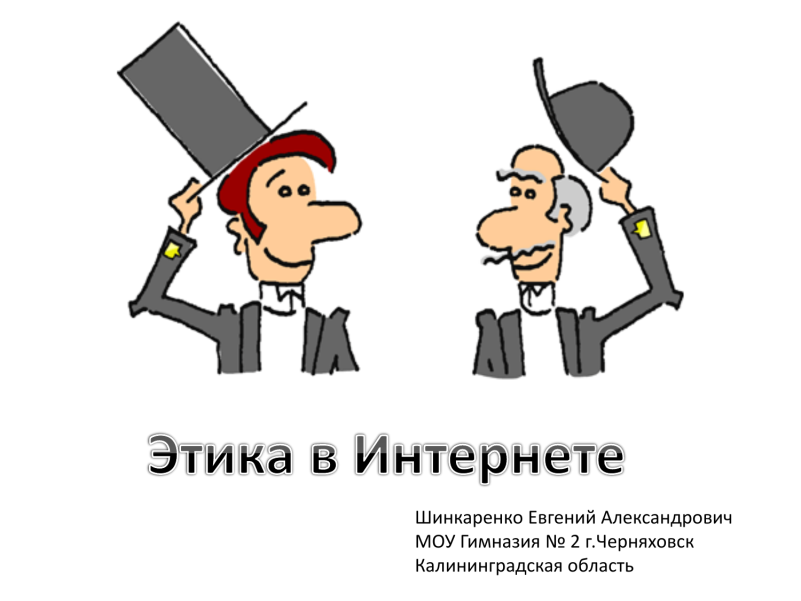 Этика в Интернете
Шинкаренко Евгений Александрович
МОУ Гимназия № 2 г.Черняховск
Калининградская область